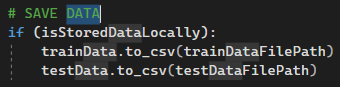 # SAVE DATA
if (isStoredDataLocally):
    trainData.to_csv(trainDataFilePath)
    testData.to_csv(testDataFilePath)